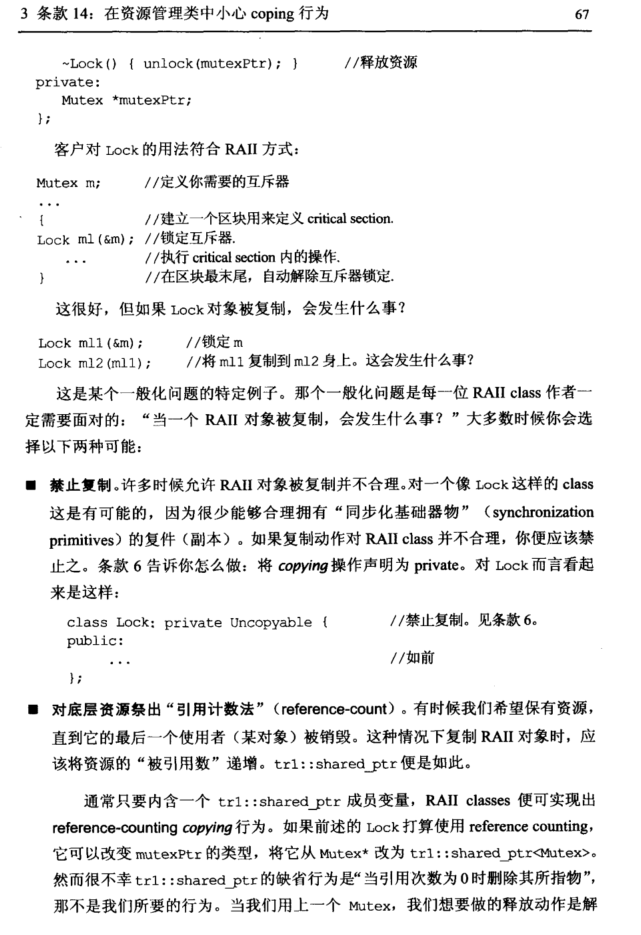 3 条款 14：在资源管理类中小心 coping 行为 67
~Lock() { unlock(mutexPtr); } //释放资源
private:
Mutex *mutexPtr;
};
客户对 Lock 的用法符合 RAII 方式：
Mutex m; //定义你需要的互斥器
...
{ //建立一个区块用来定义 critical section.
Lock ml(&m); //锁定互斥器.
... //执行 critical section 内的操作.
} //在区块最末尾，自动解除互斥器锁定.
这很好，但如果 Lock 对象被复制，会发生什么事？
Lock ml1(&m); //锁定 m
Lock ml2(ml1); //将 ml1 复制到 ml2 身上。这会发生什么事？
这是某个一般化问题的特定例子。那个一般化问题是每一位 RAII class 作者一
定需要面对的：“当一个 RAII 对象被复制，会发生什么事？”大多数时候你会选
择以下两种可能：
■ 禁止复制。许多时候允许 RAII 对象被复制并不合理。对一个像 Lock 这样的 class
这是有可能的，因为很少能够合理拥有“同步化基础器物”（synchronization
primitives）的复件（副本）。如果复制动作对 RAII class 并不合理，你便应该禁
止之。条款 6 告诉你怎么做：将 copying 操作声明为 private。对 Lock 而言看起
来是这样：
class Lock: private Uncopyable { //禁止复制。见条款 6。
public:
... //如前
};
■ 对底层资源祭出“引用计数法”（reference-count）。有时候我们希望保有资源，
直到它的最后一个使用者（某对象）被销毁。这种情况下复制 RAII 对象时，应
该将资源的“被引用数”递增。tr1::shared_ptr 便是如此。
通常只要内含一个 tr1::shared_ptr 成员变量，RAII classes 便可实现出
reference-counting copying 行为。如果前述的 Lock 打算使用 reference counting，
它可以改变 mutexPtr 的类型，将它从 Mutex* 改为 tr1::shared_ptr<Mutex>。
然而很不幸 tr1::shared_ptr 的缺省行为是“当引用次数为 0 时删除其所指物”，
那不是我们所要的行为。当我们用上一个 Mutex，我们想要做的释放动作是解